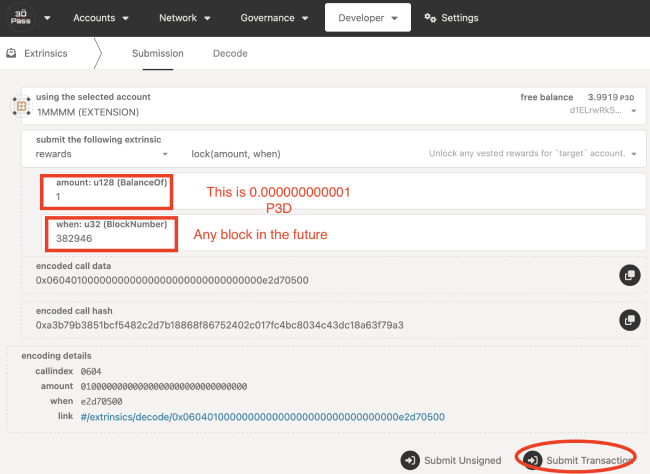 3D Pass
Accounts Network Governance Developer Settings
Extrinsics Submission Decode
using the selected account free balance 3.9919 P3D
1MMMM (EXTENSION) d1ELrwRkS...
submit the following extrinsic
rewards lock(amount, when) Unlock any vested rewards for `target` account.
amount: u128 (BalanceOf)
1
This is 0.000000000001
P3D
when: u32 (BlockNumber)
382946
Any block in the future
encoded call data
0x06040100000000000000000000000000000000e2d70500
encoded call hash
0xa3b79b3851bcf5482c2d7b18868f86752402c017fc4bc8034c43dc18a63f79a3
encoding details
callindex 0604
amount 01000000000000000000000000000000
when e2d70500
link #/extrinsics/decode/0x06040100000000000000000000000000000000e2d70500
Submit Unsigned Submit Transaction